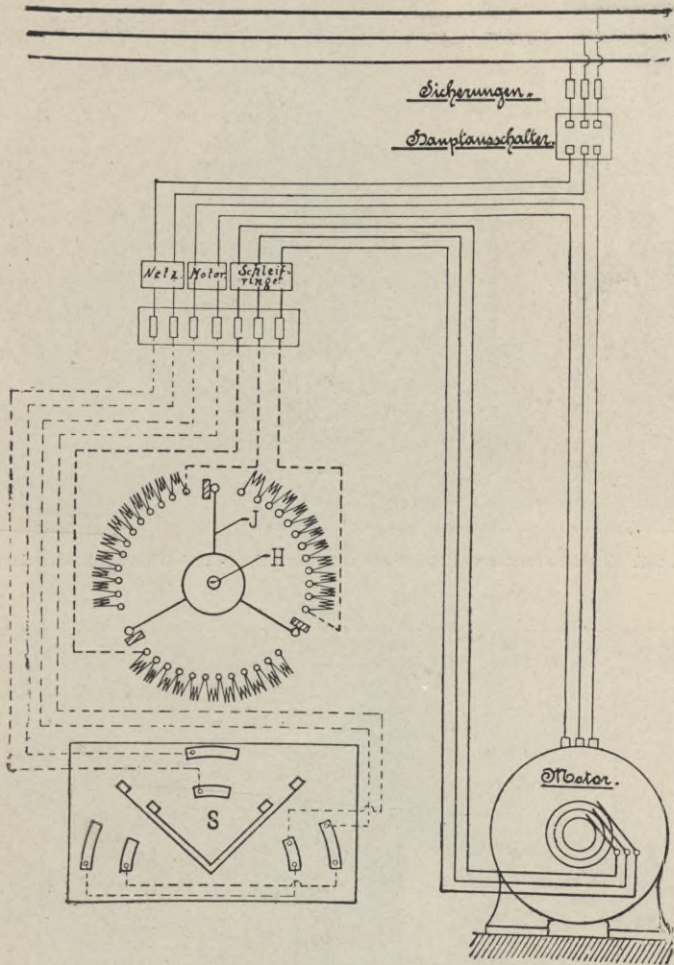 Sicherungen.
Hauptausschalter.
Netz. Motor. Schleif-
ringe
J
H
S
Motor.